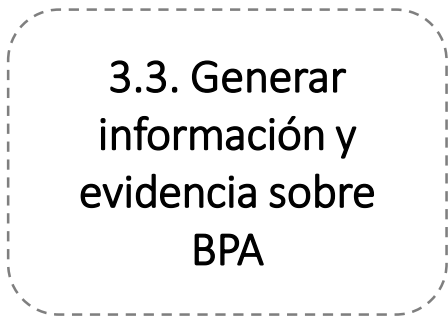 3.3. Generar
información y
evidencia sobre
BPA